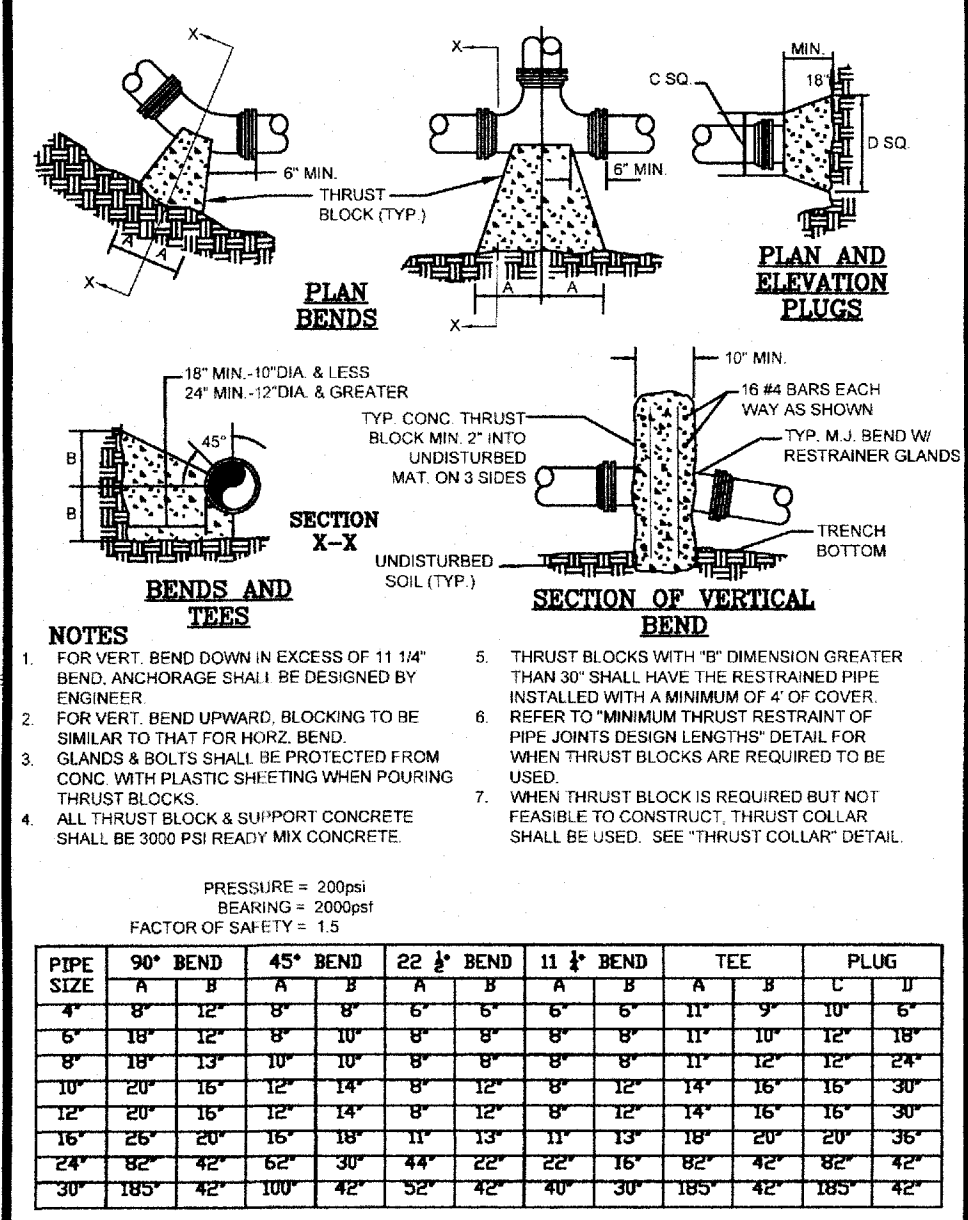 X
X
MIN.
C SQ.
18"
D SQ.
6" MIN.
6" MIN.
THRUST
BLOCK (TYP.)
A
A
A
A
X
X
PLAN
BENDS
PLAN AND
ELEVATION
PLUGS
18" MIN.-10"DIA. & LESS
24" MIN.-12"DIA. & GREATER
45°
B
B
SECTION
X-X
BENDS AND
TEES
10" MIN.
16 #4 BARS EACH
WAY AS SHOWN
TYP. CONC. THRUST
BLOCK MIN. 2" INTO
UNDISTURBED
MAT. ON 3 SIDES
TYP. M.J. BEND W/
RESTRAINER GLANDS
TRENCH
BOTTOM
UNDISTURBED
SOIL (TYP.)
SECTION OF VERTICAL
BEND
NOTES
1. FOR VERT. BEND DOWN IN EXCESS OF 11 1/4"
BEND, ANCHORAGE SHALL BE DESIGNED BY
ENGINEER.
2. FOR VERT. BEND UPWARD, BLOCKING TO BE
SIMILAR TO THAT FOR HORZ. BEND.
3. GLANDS & BOLTS SHALL BE PROTECTED FROM
CONC. WITH PLASTIC SHEETING WHEN POURING
THRUST BLOCKS.
4. ALL THRUST BLOCK & SUPPORT CONCRETE
SHALL BE 3000 PSI READY MIX CONCRETE.
5. THRUST BLOCKS WITH "B" DIMENSION GREATER
THAN 30" SHALL HAVE THE RESTRAINED PIPE
INSTALLED WITH A MINIMUM OF 4' OF COVER.
6. REFER TO "MINIMUM THRUST RESTRAINT OF
PIPE JOINTS DESIGN LENGTHS" DETAIL FOR
WHEN THRUST BLOCKS ARE REQUIRED TO BE
USED.
7. WHEN THRUST BLOCK IS REQUIRED BUT NOT
FEASIBLE TO CONSTRUCT, THRUST COLLAR
SHALL BE USED. SEE "THRUST COLLAR" DETAIL.
PRESSURE = 200psi
BEARING = 2000psf
FACTOR OF SAFETY = 1.5
PIPE SIZE 90° BEND 45° BEND 22 ½° BEND 11 ¼° BEND TEE PLUG
A B A B A B A B A B C D
4" 8" 12" 8" 8" 6" 6" 6" 6" 11" 9" 10" 6"
6" 18" 12" 8" 10" 8" 8" 8" 8" 11" 10" 12" 18"
8" 18" 13" 10" 10" 8" 8" 8" 8" 11" 12" 12" 24"
10" 20" 16" 12" 14" 8" 12" 8" 12" 14" 16" 16" 30"
12" 20" 16" 12" 14" 8" 12" 8" 12" 14" 16" 16" 30"
16" 26" 20" 16" 18" 11" 13" 11" 13" 18" 20" 20" 36"
24" 82" 42" 62" 30" 44" 22" 22" 16" 82" 42" 82" 42"
30" 185" 42" 100" 42" 52" 42" 40" 30" 185" 42" 185" 42"